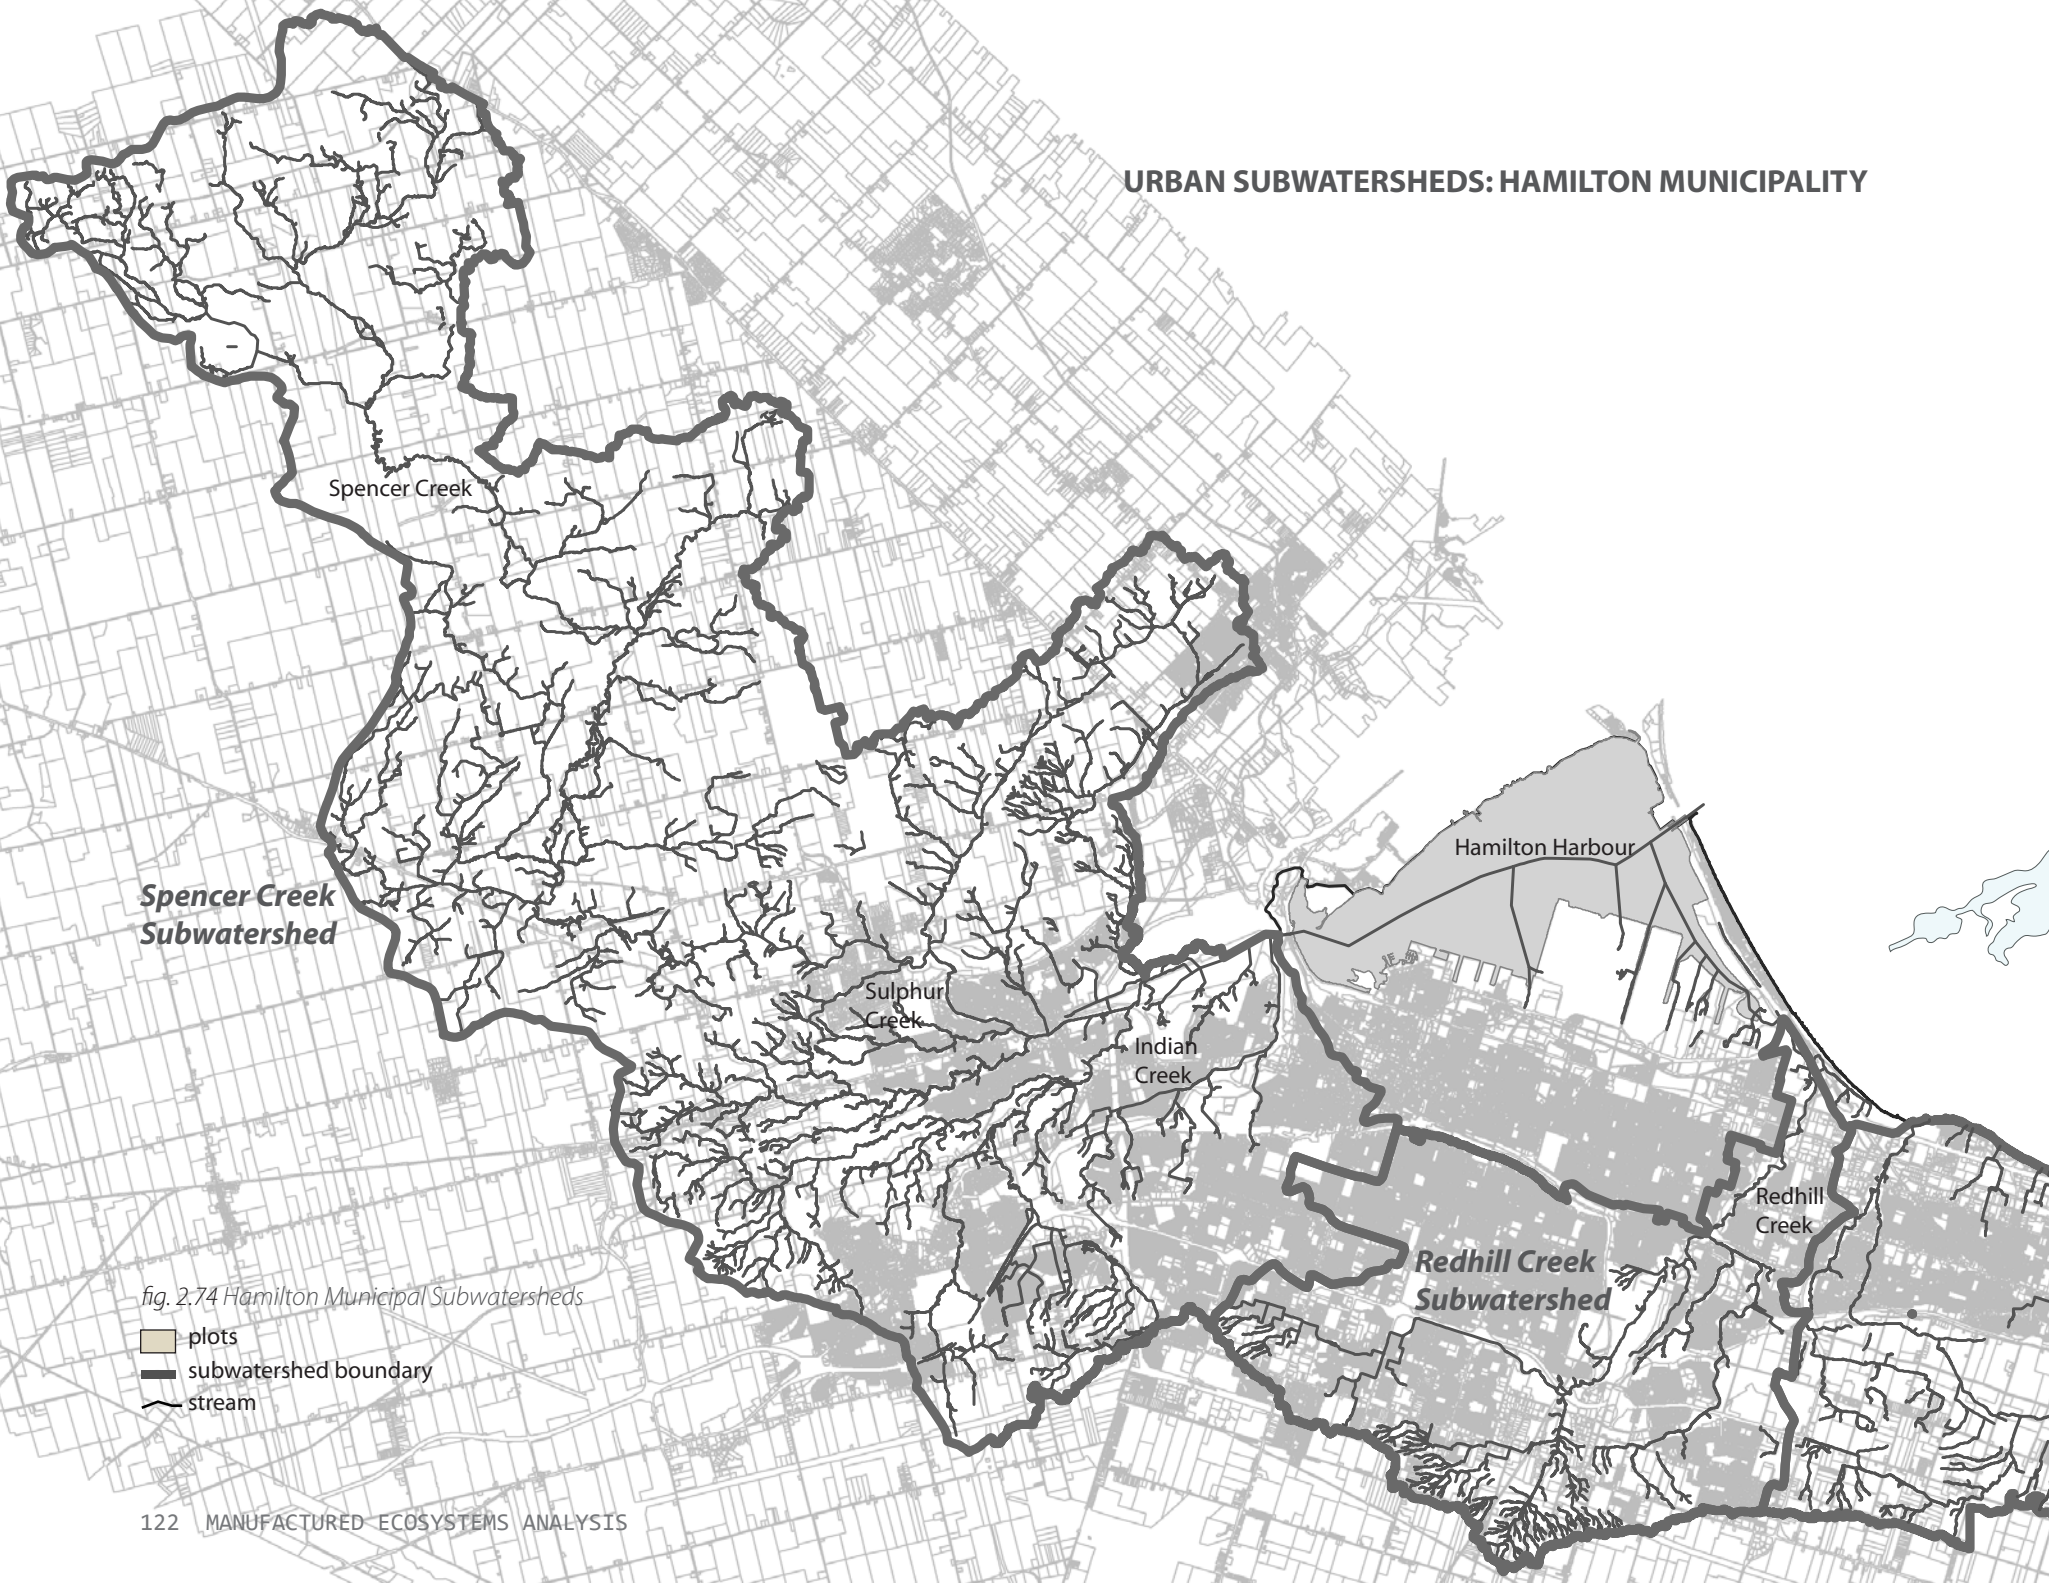 URBAN SUBWATERSHEDS: HAMILTON MUNICIPALITY
Spencer Creek
Hamilton Harbour
Spencer Creek
Subwatershed
Sulphur
Creek
Indian
Creek
Redhill
Creek
Redhill Creek
Subwatershed
fig. 2.74 Hamilton Municipal Subwatersheds
plots
subwatershed boundary
stream
122 MANUFACTURED ECOSYSTEMS ANALYSIS